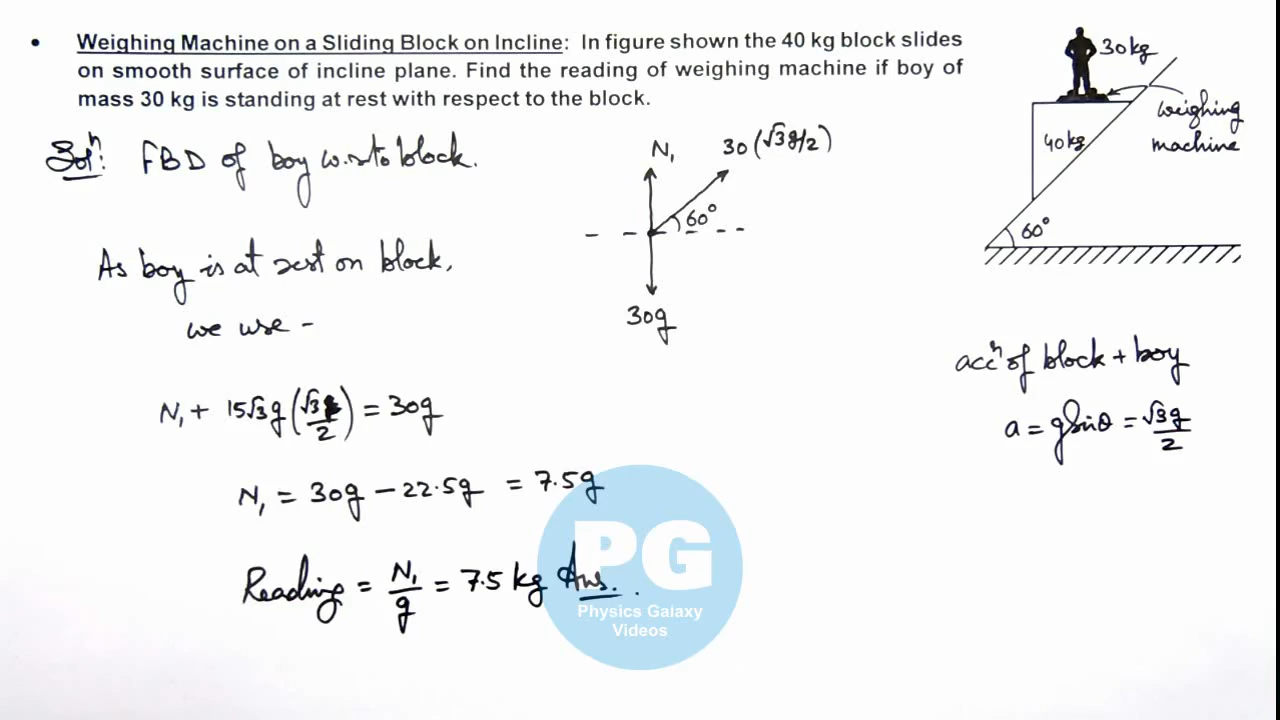 • Weighing Machine on a Sliding Block on Incline: In figure shown the 40 kg block slides
on smooth surface of incline plane. Find the reading of weighing machine if boy of
mass 30 kg is standing at rest with respect to the block.
30kg
weighing
machine
40kg
60°
Solⁿ: FBD of boy w.r.to block.
N₁
30(√3g/2)
60°
30g
As boy is at rest on block,
we use –
N₁ + 15√3g(√3/2) = 30g
N₁ = 30g – 22.5g = 7.5g
Reading = N₁/g = 7.5 kg Ans.
accⁿ of block + boy
a = gSinθ = √3g/2
PG
Physics Galaxy
Videos